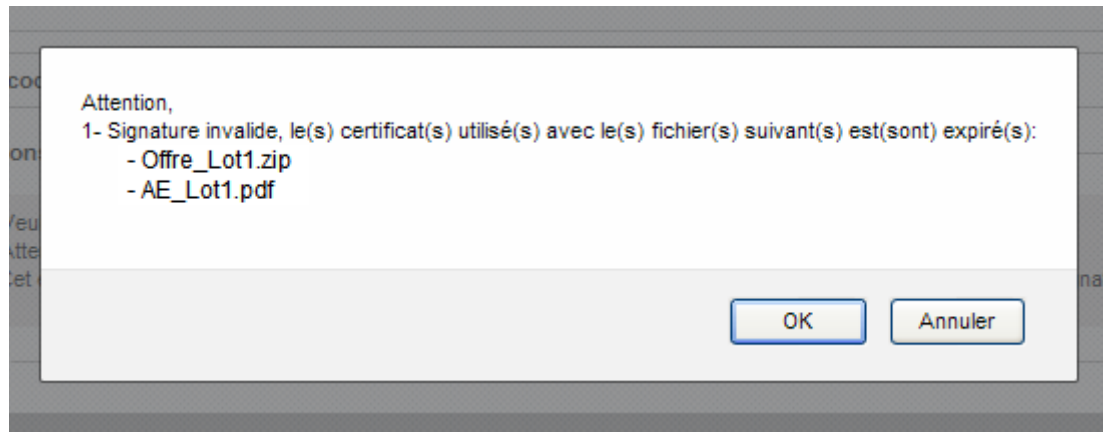 Attention,
1- Signature invalide, le(s) certificat(s) utilisé(s) avec le(s) fichier(s) suivant(s) est(sont) expiré(s):
- Offre_Lot1.zip
- AE_Lot1.pdf
OK Annuler